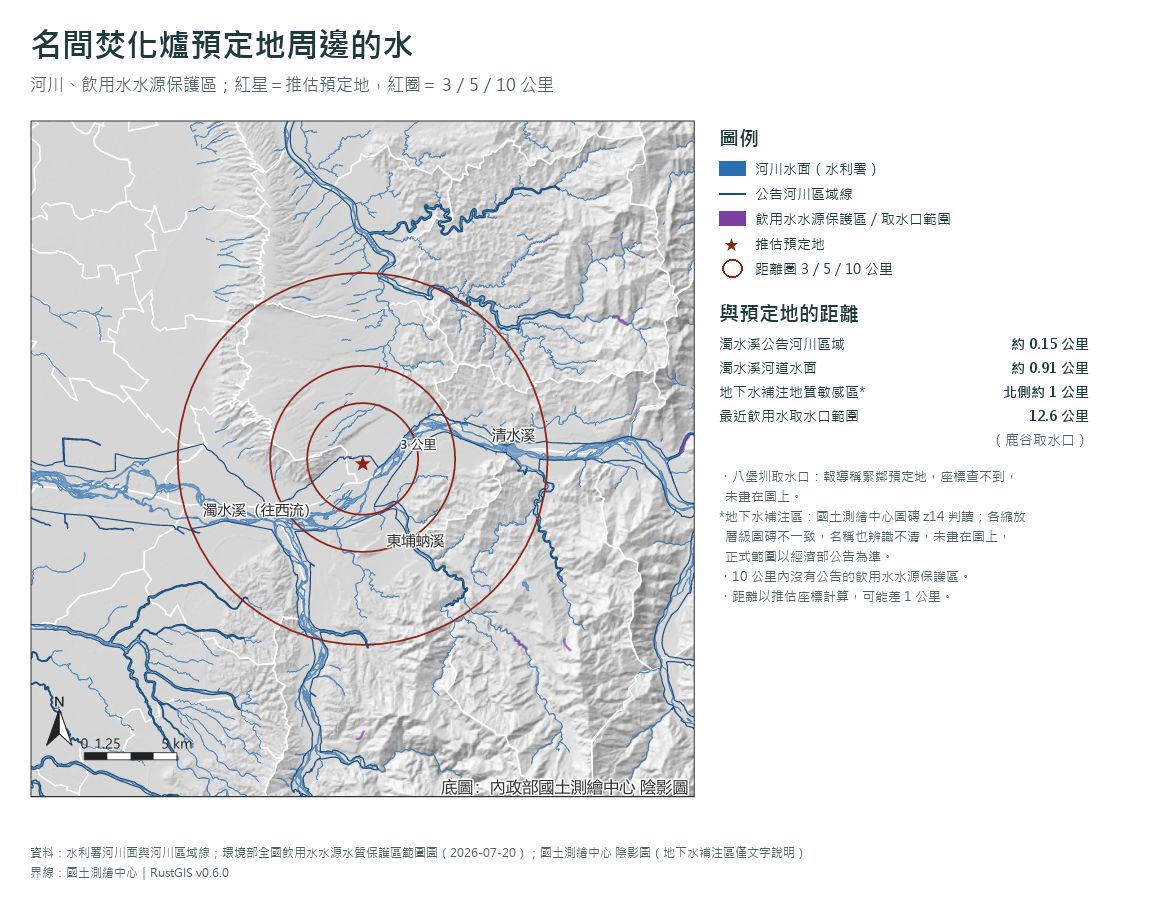 名間焚化爐預定地周邊的水
河川、飲用水水源保護區；紅星＝推估預定地，紅圈＝ 3 / 5 / 10 公里
圖例
河川水面（水利署）
公告河川區域線
飲用水水源保護區 / 取水口範圍
推估預定地
距離圈 3 / 5 / 10 公里
與預定地的距離
濁水溪公告河川區域 約 0.15 公里
濁水溪河道水面 約 0.91 公里
地下水補注地質敏感區* 北側約 1 公里
最近飲用水取水口範圍 12.6 公里
（鹿谷取水口）
· 八堡圳取水口：報導稱緊鄰預定地，座標查不到，
未畫在圖上。
*地下水補注區：國土測繪中心圖磚 z14 判讀；各縮放
層級圖磚不一致，名稱也辨識不清，未畫在圖上，
正式範圍以經濟部公告為準。
· 10 公里內沒有公告的飲用水水源保護區。
· 距離以推估座標計算，可能差 1 公里。
清水溪
3 公里
濁水溪（往西流）
東埔蚋溪
N
0 1.25 5 km
底圖：內政部國土測繪中心 陰影圖
資料：水利署河川面與河川區域線；環境部全國飲用水水源水質保護區範圍圖（2026-07-20）；國土測繪中心 陰影圖（地下水補注區僅文字說明）
界線：國土測繪中心 | RustGIS v0.6.0